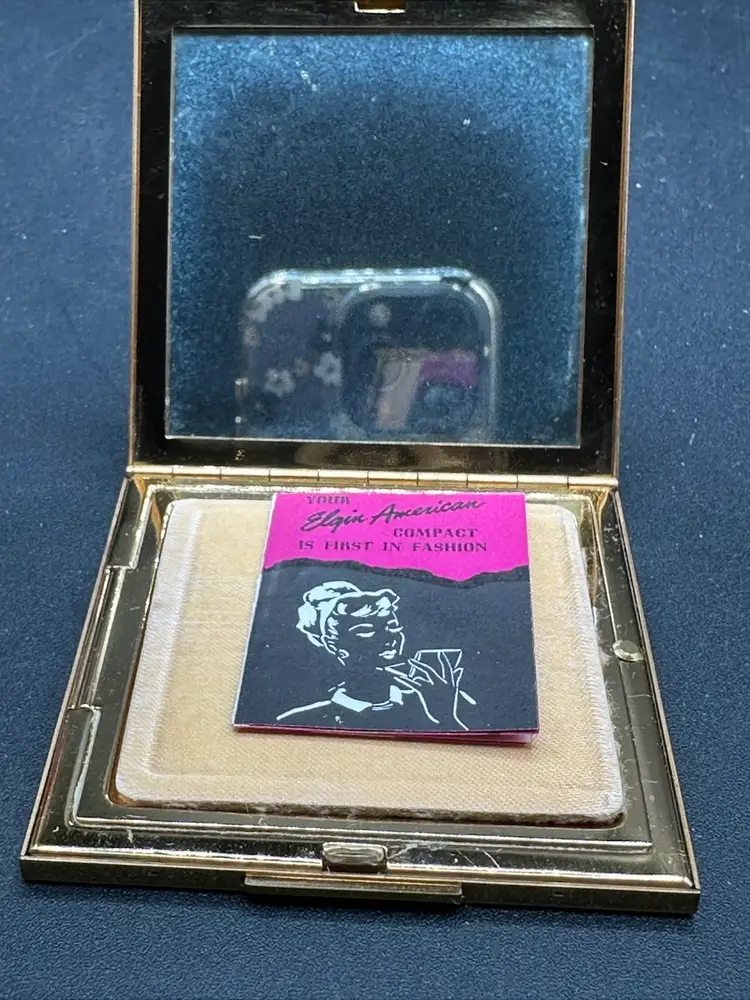 YOUR
Elgin American
COMPACT
IS FIRST IN FASHION